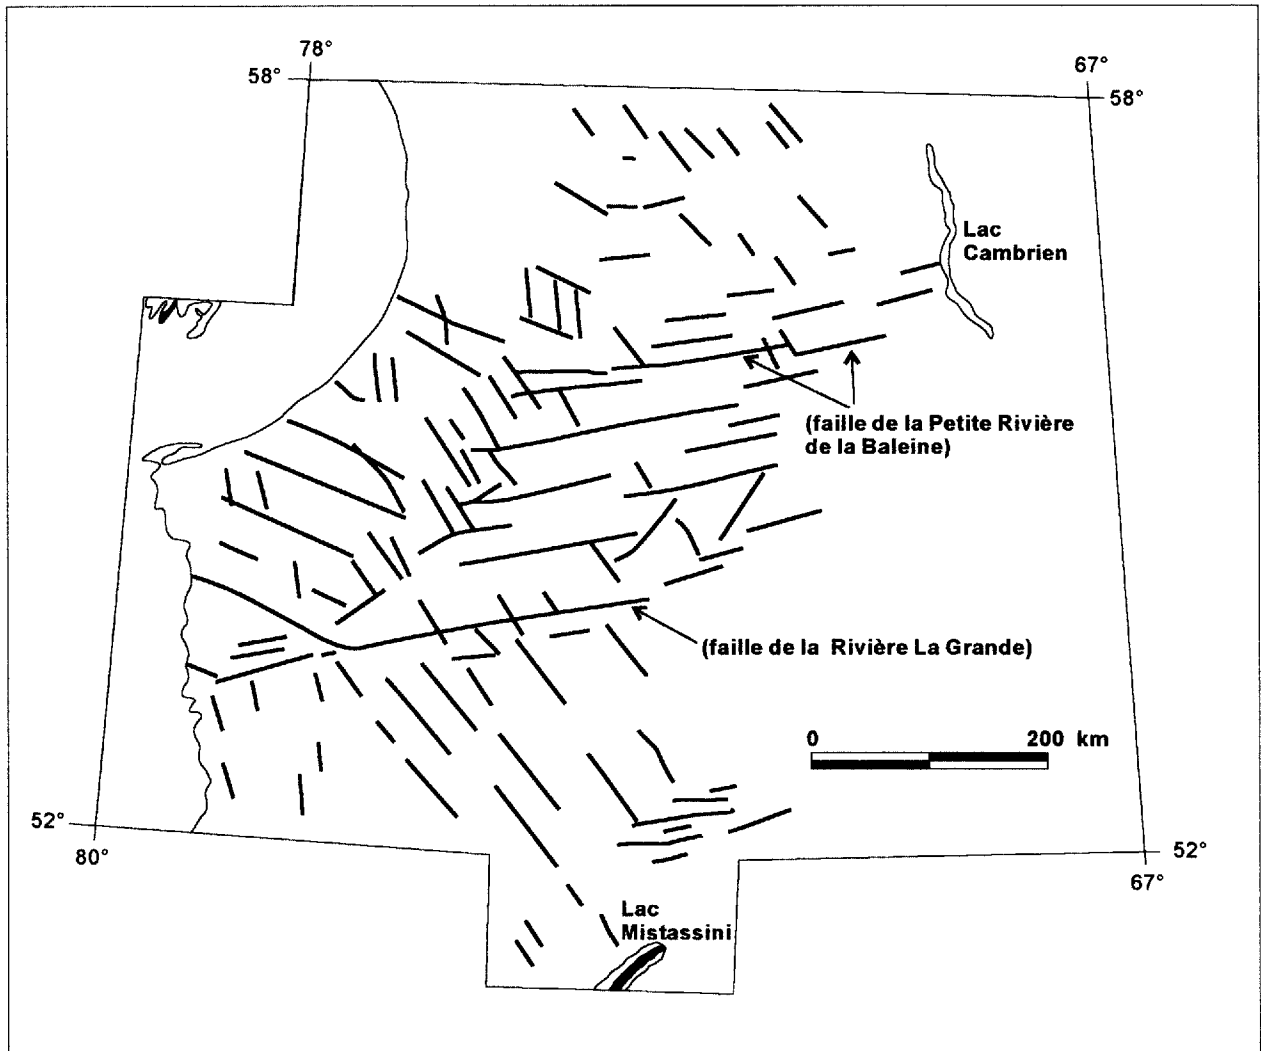 78°
67°
58°
58°
Lac
Cambrien
(faille de la Petite Rivière
de la Baleine)
(faille de la Rivière La Grande)
0 200 km
52°
52°
80°
67°
Lac
Mistassini